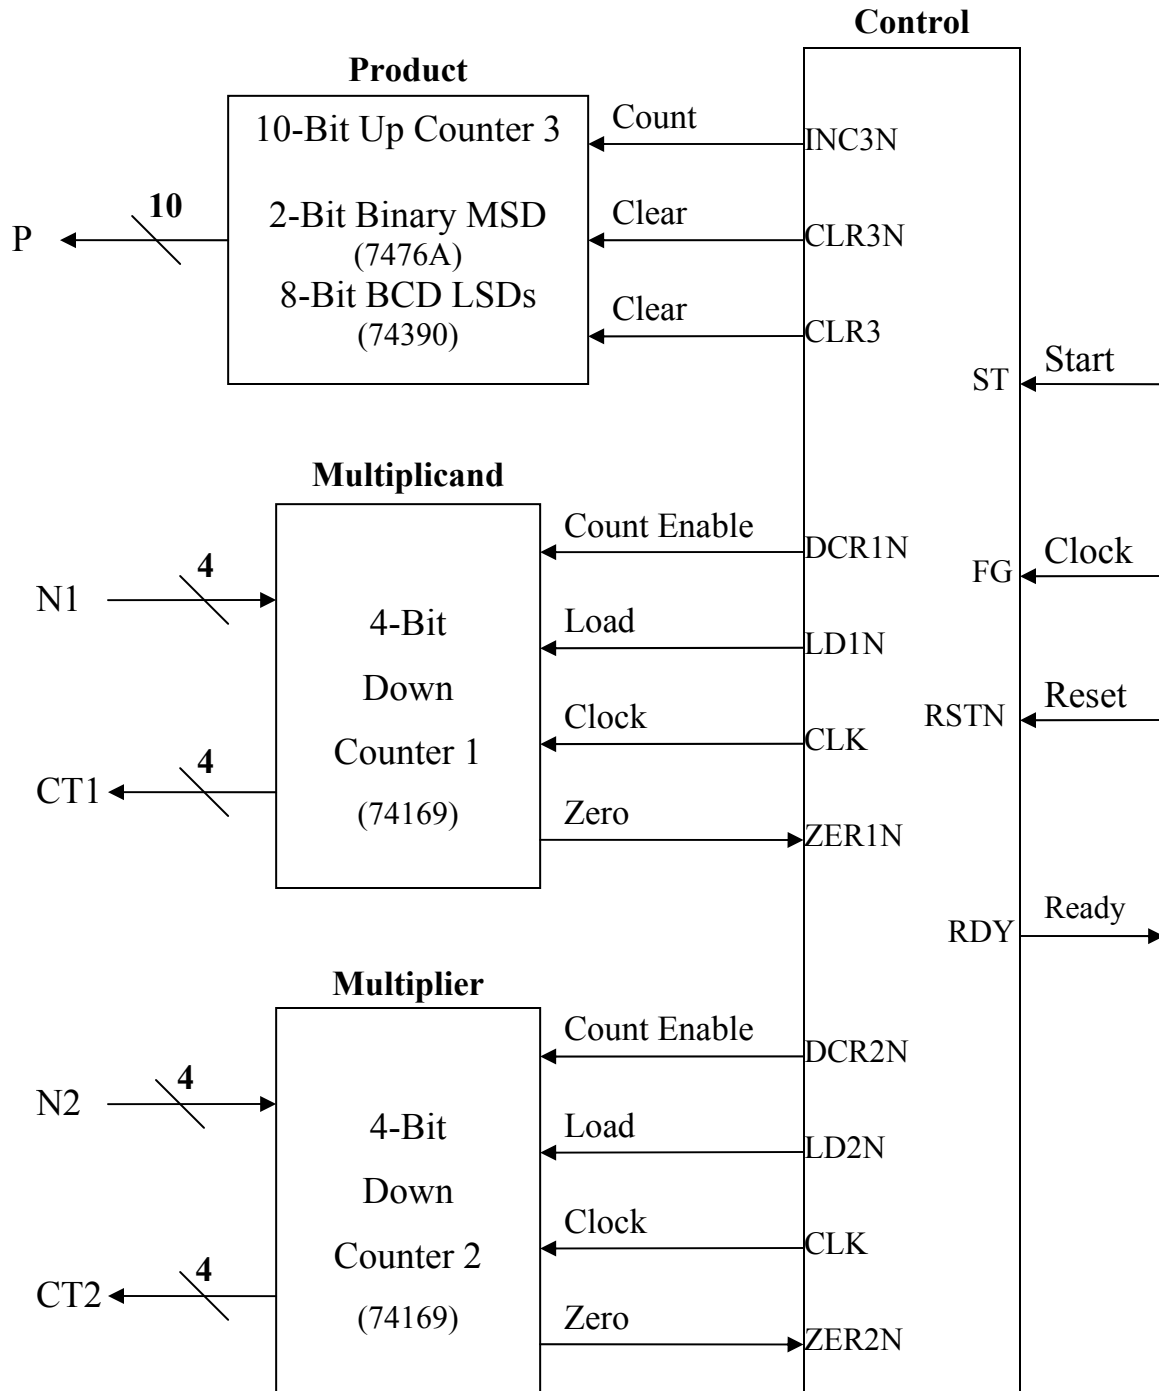 Control
Product
10-Bit Up Counter 3
2-Bit Binary MSD
(7476A)
8-Bit BCD LSDs
(74390)
10
P
Count
INC3N
Clear
CLR3N
Clear
CLR3
ST
Start
Multiplicand
4-Bit
Down
Counter 1
(74169)
N1
4
CT1
4
Count Enable
DCR1N
Load
LD1N
Clock
CLK
Zero
ZER1N
FG
Clock
RSTN
Reset
RDY
Ready
Multiplier
4-Bit
Down
Counter 2
(74169)
N2
4
CT2
4
Count Enable
DCR2N
Load
LD2N
Clock
CLK
Zero
ZER2N